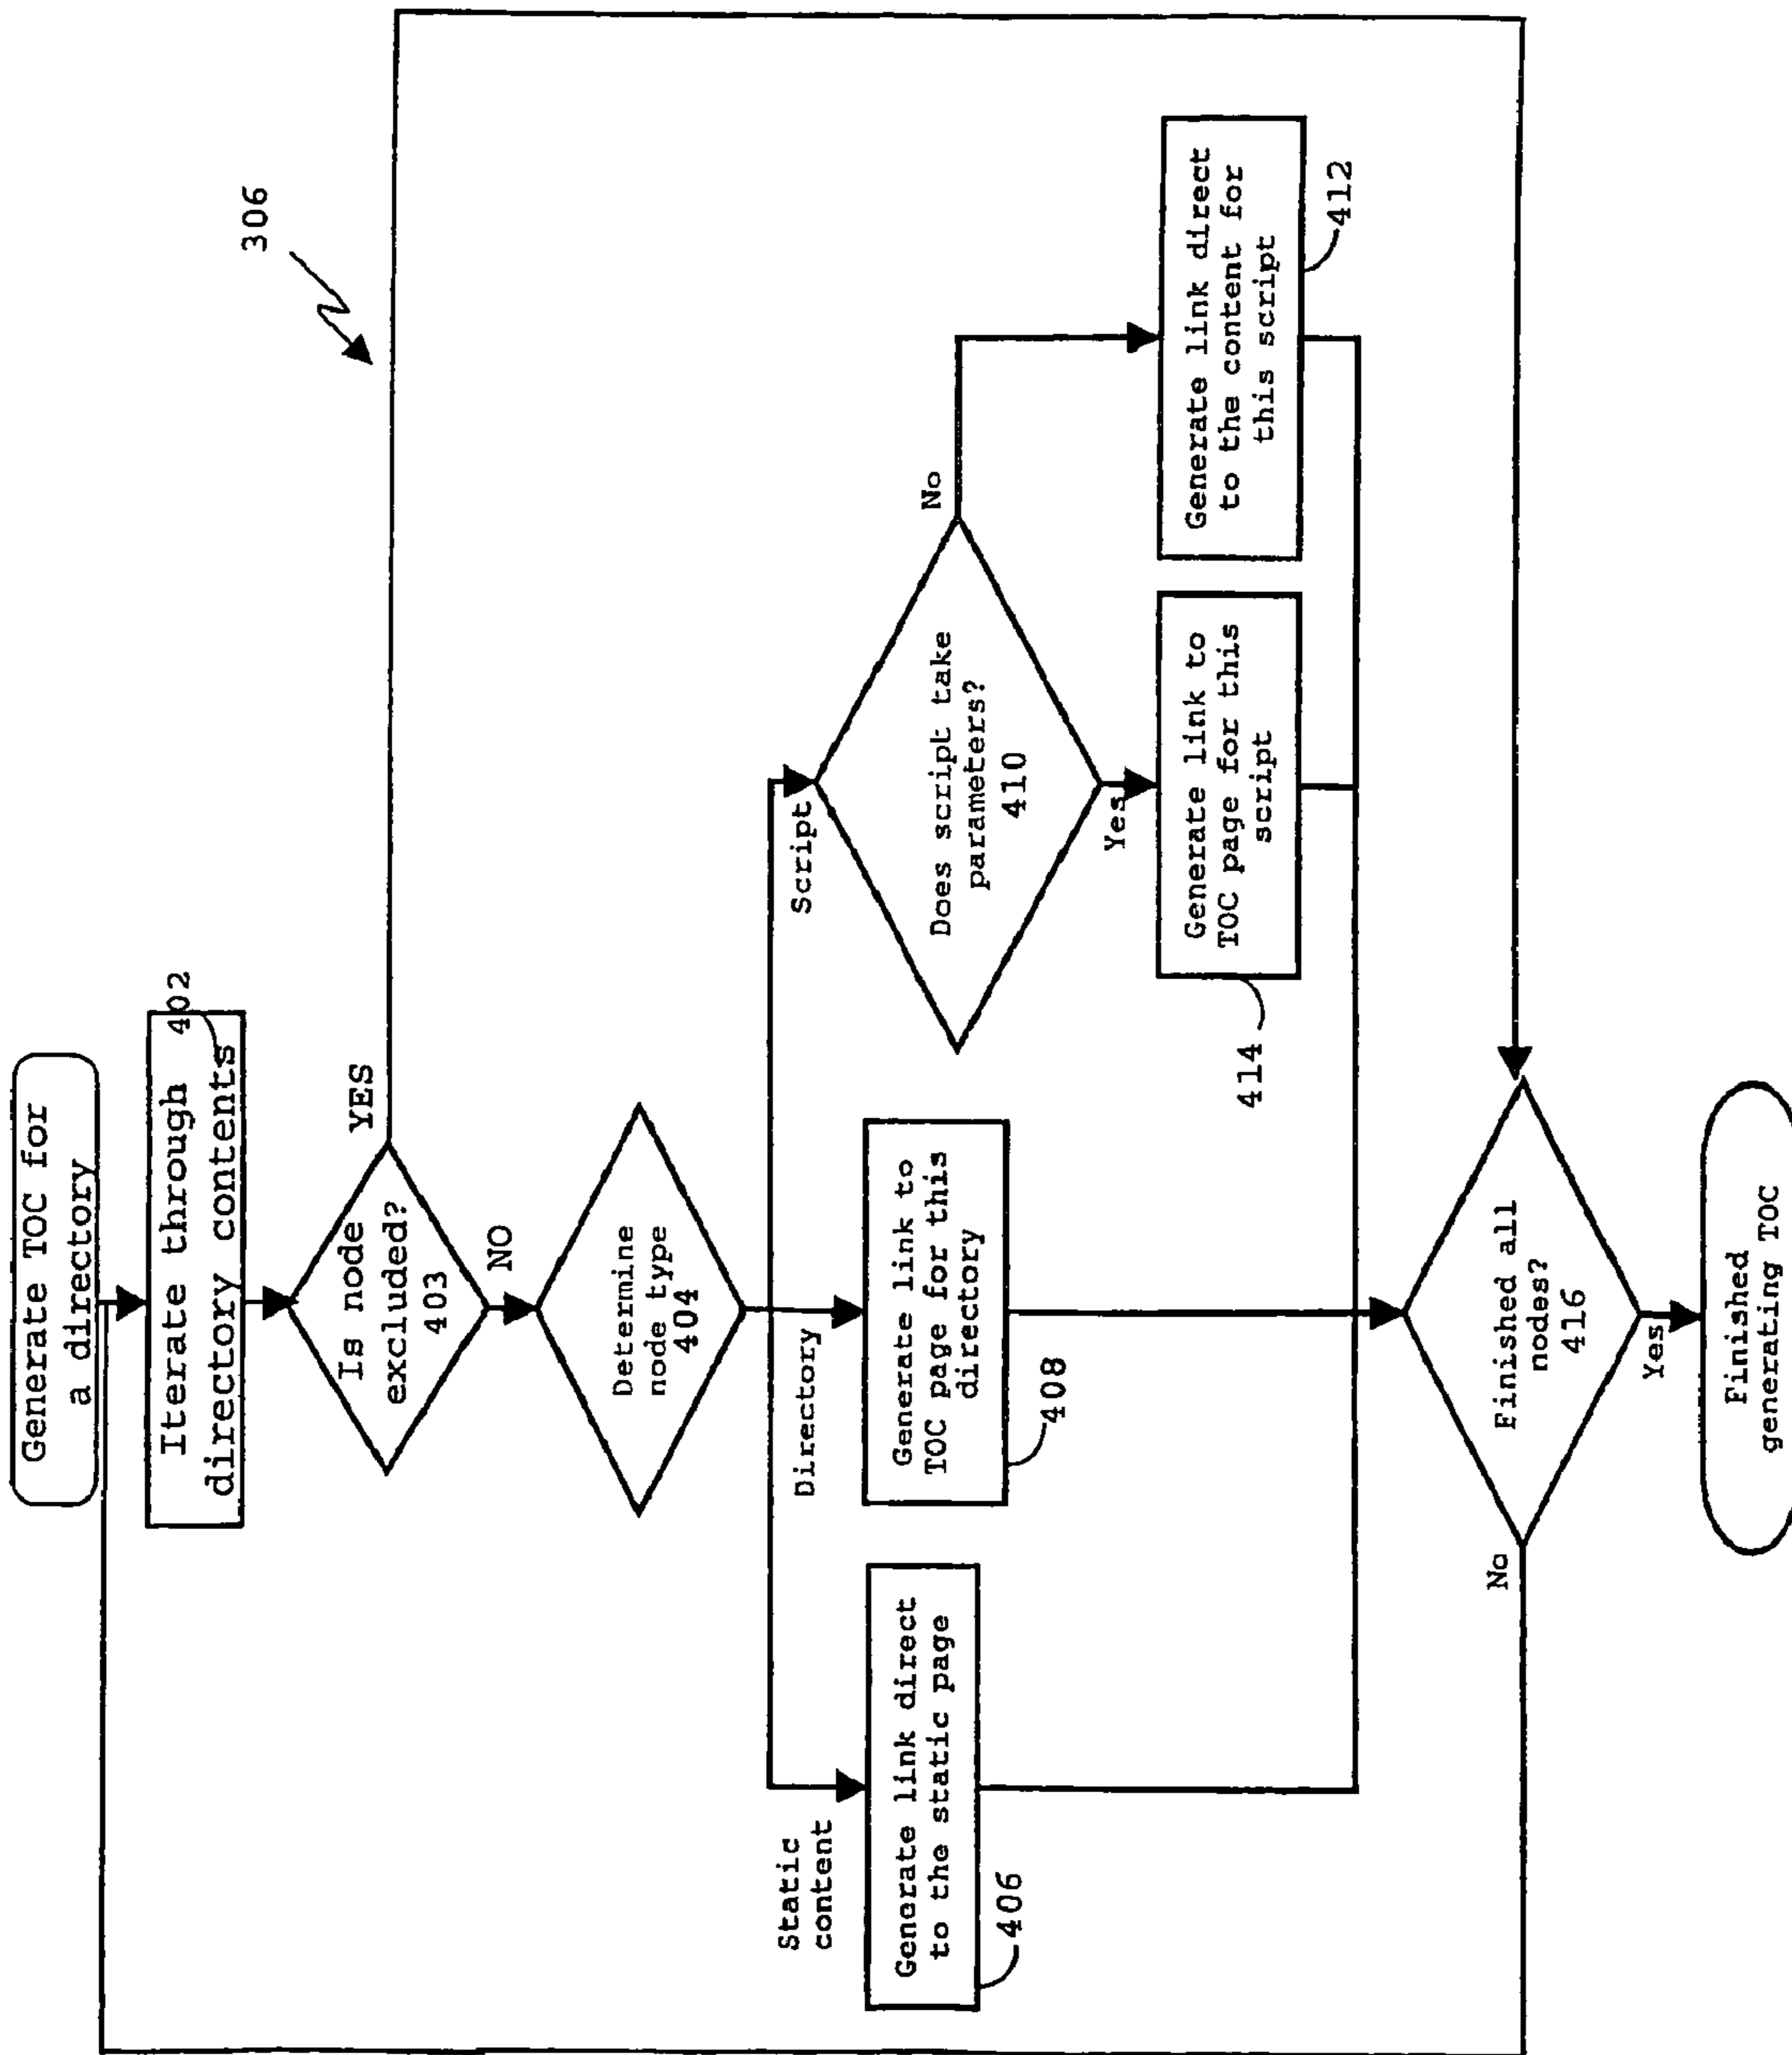 306
Generate TOC for
a directory
Iterate through
directory contents
402
Is node
excluded?
403
YES
NO
Determine
node type
404
Static
content
Directory
Script
Generate link direct
to the static page
406
Generate link to
TOC page for this
directory
408
Does script take
parameters?
410
No
Yes
Generate link to
TOC page for this
script
414
Generate link direct
to the content for
this script
412
Finished all
nodes?
416
No
Yes
Finished
generating TOC